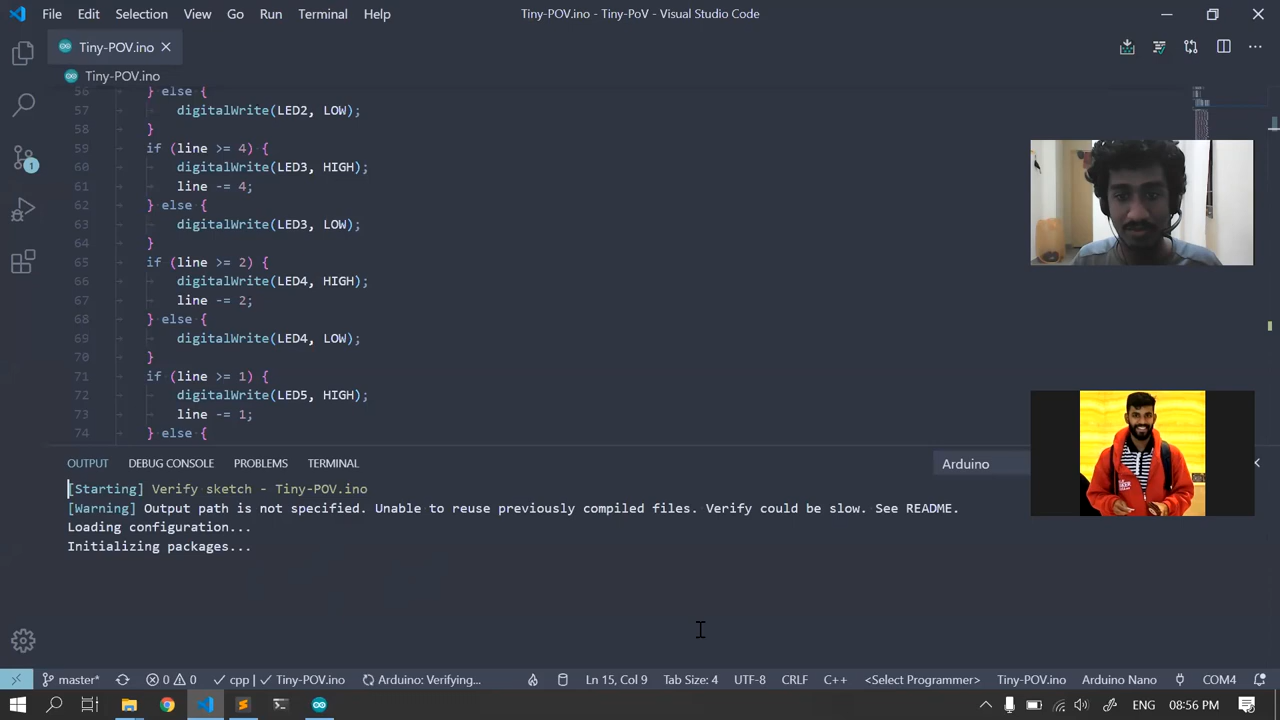 File Edit Selection View Go Run Terminal Help
Tiny-POV.ino - Tiny-PoV - Visual Studio Code
Tiny-POV.ino
Tiny-POV.ino
56 } else {
57 digitalWrite(LED2, LOW);
58 }
59 if (line >= 4) {
60 digitalWrite(LED3, HIGH);
61 line -= 4;
62 } else {
63 digitalWrite(LED3, LOW);
64 }
65 if (line >= 2) {
66 digitalWrite(LED4, HIGH);
67 line -= 2;
68 } else {
69 digitalWrite(LED4, LOW);
70 }
71 if (line >= 1) {
72 digitalWrite(LED5, HIGH);
73 line -= 1;
74 } else {
1
OUTPUT DEBUG CONSOLE PROBLEMS TERMINAL
Arduino
[Starting] Verify sketch - Tiny-POV.ino
[Warning] Output path is not specified. Unable to reuse previously compiled files. Verify could be slow. See README.
Loading configuration...
Initializing packages...
master* 0 0 cpp | Tiny-POV.ino Arduino: Verifying... Ln 15, Col 9 Tab Size: 4 UTF-8 CRLF C++ <Select Programmer> Tiny-POV.ino Arduino Nano COM4
ENG 08:56 PM